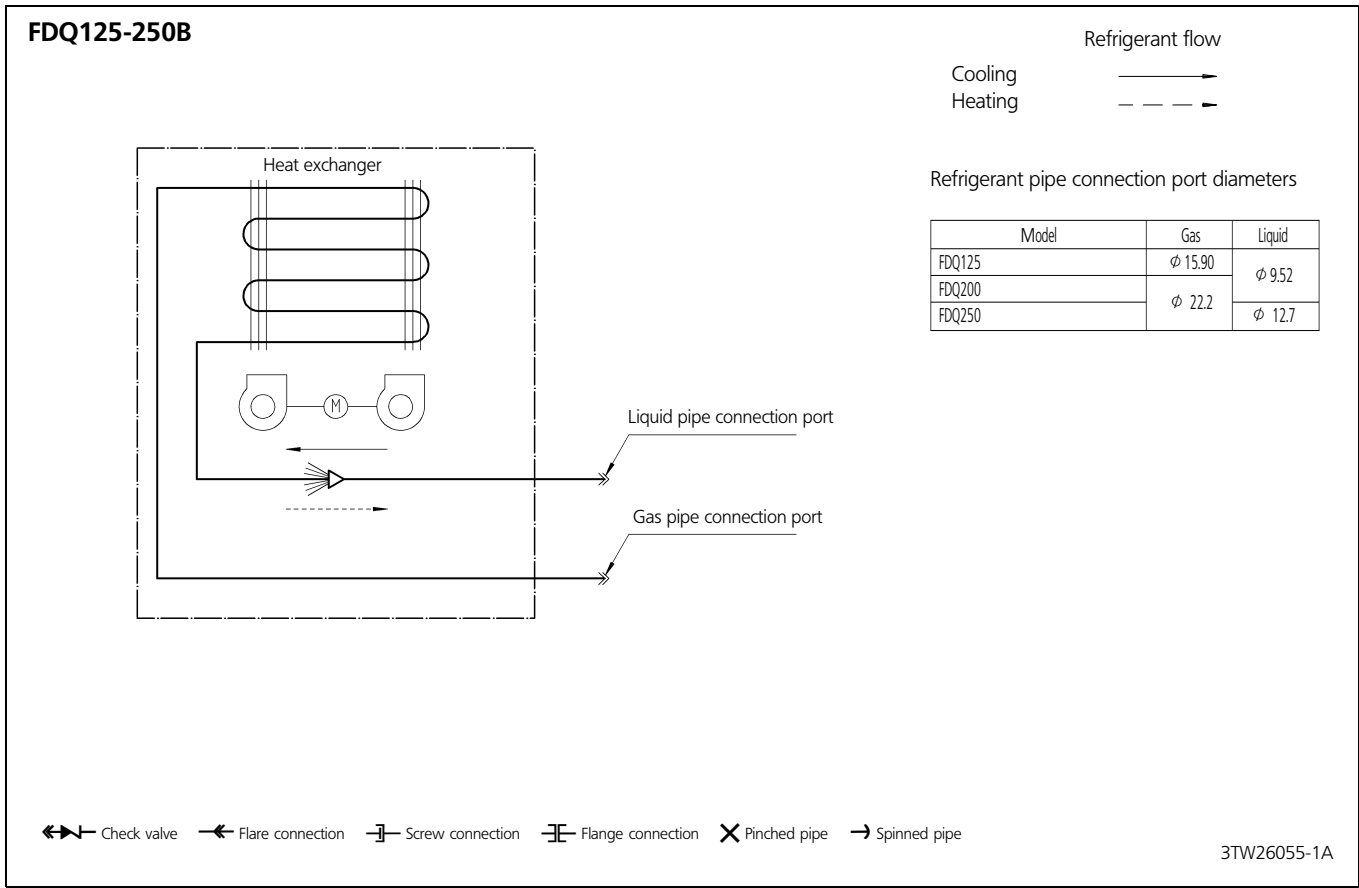 FDQ125-250B
Refrigerant flow
Cooling
Heating
Heat exchanger
Refrigerant pipe connection port diameters
Model Gas Liquid
FDQ125 ϕ 15.90 ϕ 9.52
FDQ200 ϕ 22.2
FDQ250 ϕ 12.7
M
Liquid pipe connection port
Gas pipe connection port
Check valve Flare connection Screw connection Flange connection Pinched pipe Spinned pipe
3TW26055-1A